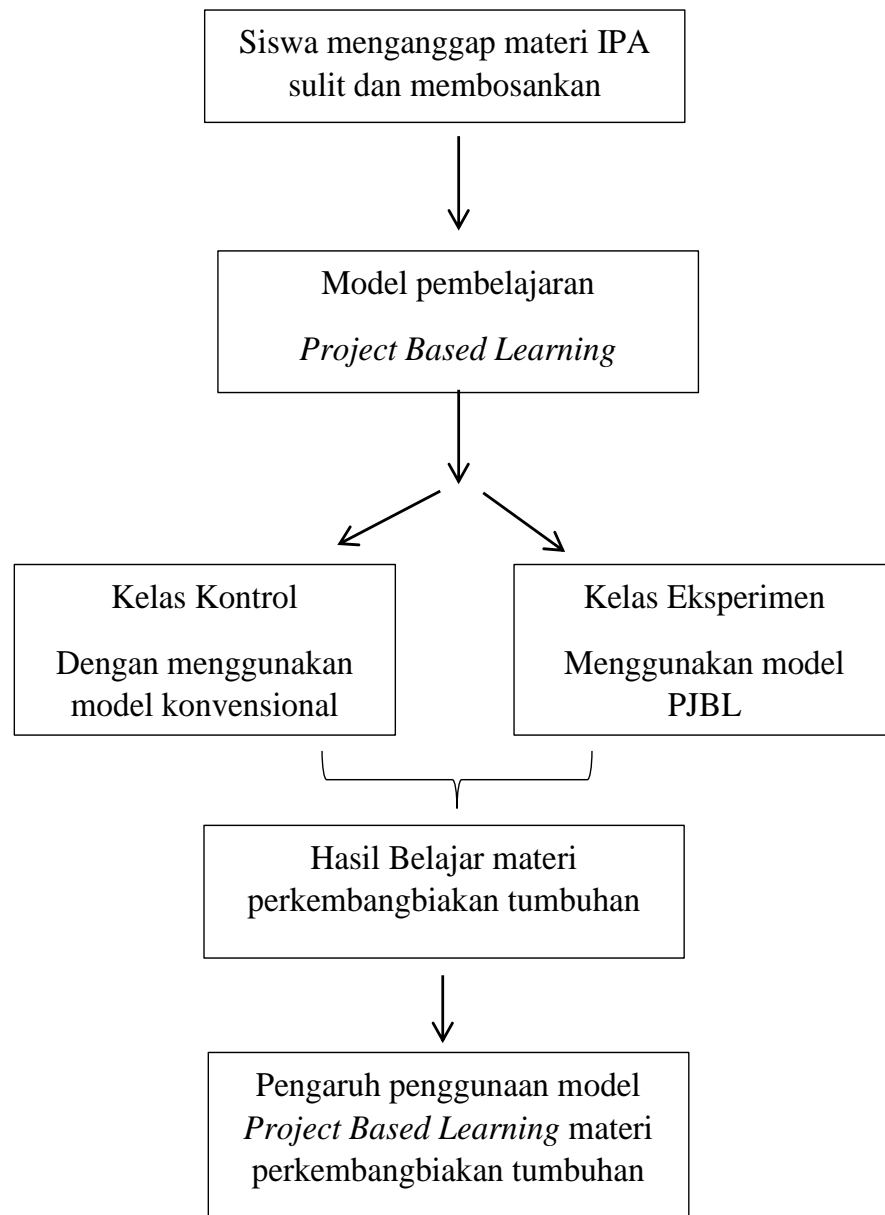 Siswa menganggap materi IPA
sulit dan membosankan
Model pembelajaran
Project Based Learning
Kelas Kontrol
Dengan menggunakan
model konvensional
Kelas Eksperimen
Menggunakan model
PJBL
Hasil Belajar materi
perkembangbiakan tumbuhan
Pengaruh penggunaan model
Project Based Learning materi
perkembangbiakan tumbuhan